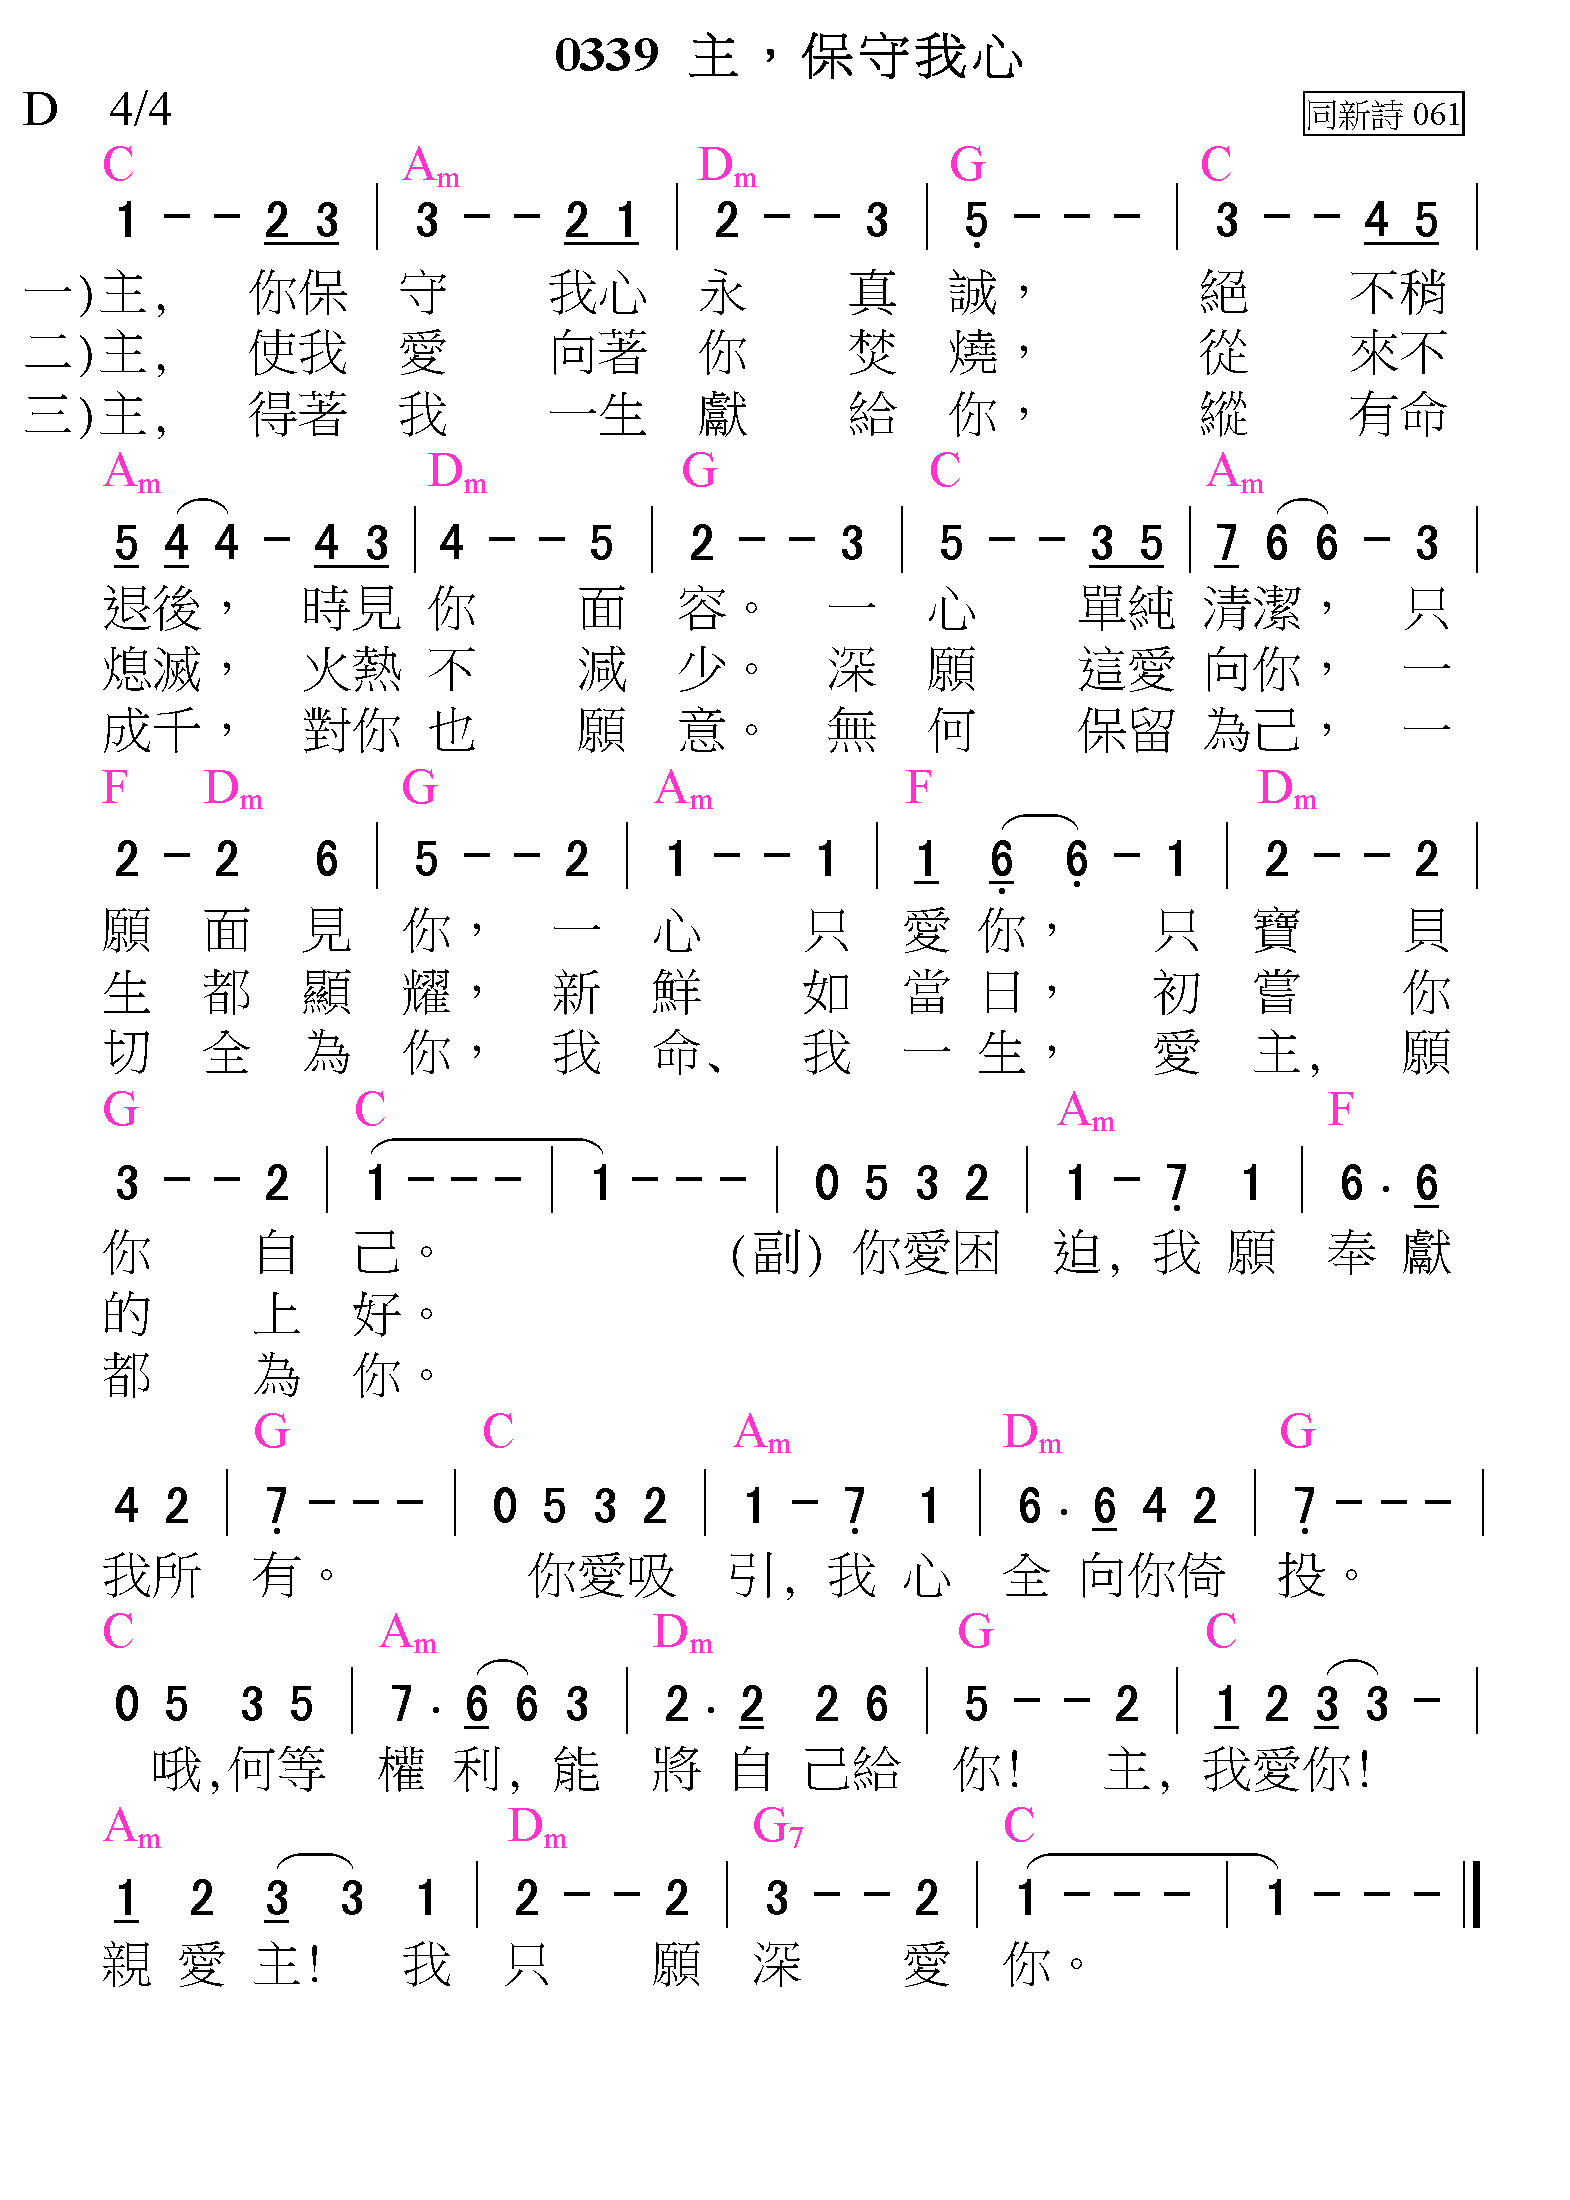 0339 主，保守我心
D 4/4 同新詩 061
C Am Dm G C
1 - - 2 3 | 3 - - 2 1 | 2 - - 3 | 5 - - - | 3 - - 4 5 |
一)主, 你保 守 我心 永 真 誠， 絕 不稍
二)主, 使我 愛 向著 你 焚 燒， 從 來不
三)主, 得著 我 一生 獻 給 你， 縱 有命
Am Dm G C Am
5 4 4 - 4 3 | 4 - - 5 | 2 - - 3 | 5 - - 3 5 | 7 6 6 - 3 |
退後， 時見 你 面 容。 一 心 單純 清潔， 只
熄滅， 火熱 不 減 少。 深 願 這愛 向你， 一
成千， 對你 也 願 意。 無 何 保留 為己， 一
F Dm G Am F Dm
2 - 2 6 | 5 - - 2 | 1 - - 1 | 1 6 6 - 1 | 2 - - 2 |
願 面 見 你， 一 心 只 愛 你， 只 寶 貝
生 都 顯 耀， 新 鮮 如 當 日， 初 嘗 你
切 全 為 你， 我 命、 我 一 生， 愛 主, 願
G C Am F
3 - - 2 | 1 - - - | 1 - - - | 0 5 3 2 | 1 - 7 1 | 6 . 6
你 自 己。 (副) 你愛困 迫, 我 願 奉 獻
的 上 好。
都 為 你。
G C Am Dm G
4 2 | 7 - - - | 0 5 3 2 | 1 - 7 1 | 6 . 6 4 2 | 7 - - - |
我所 有。 你愛吸 引, 我 心 全 向你倚 投。
C Am Dm G C
0 5 3 5 | 7 . 6 6 3 | 2 . 2 2 6 | 5 - - 2 | 1 2 3 3 - |
哦,何等 權 利, 能 將 自 己給 你! 主, 我愛你!
Am Dm G7 C
1 2 3 3 1 | 2 - - 2 | 3 - - 2 | 1 - - - | 1 - - - ‖
親 愛 主! 我 只 願 深 愛 你。